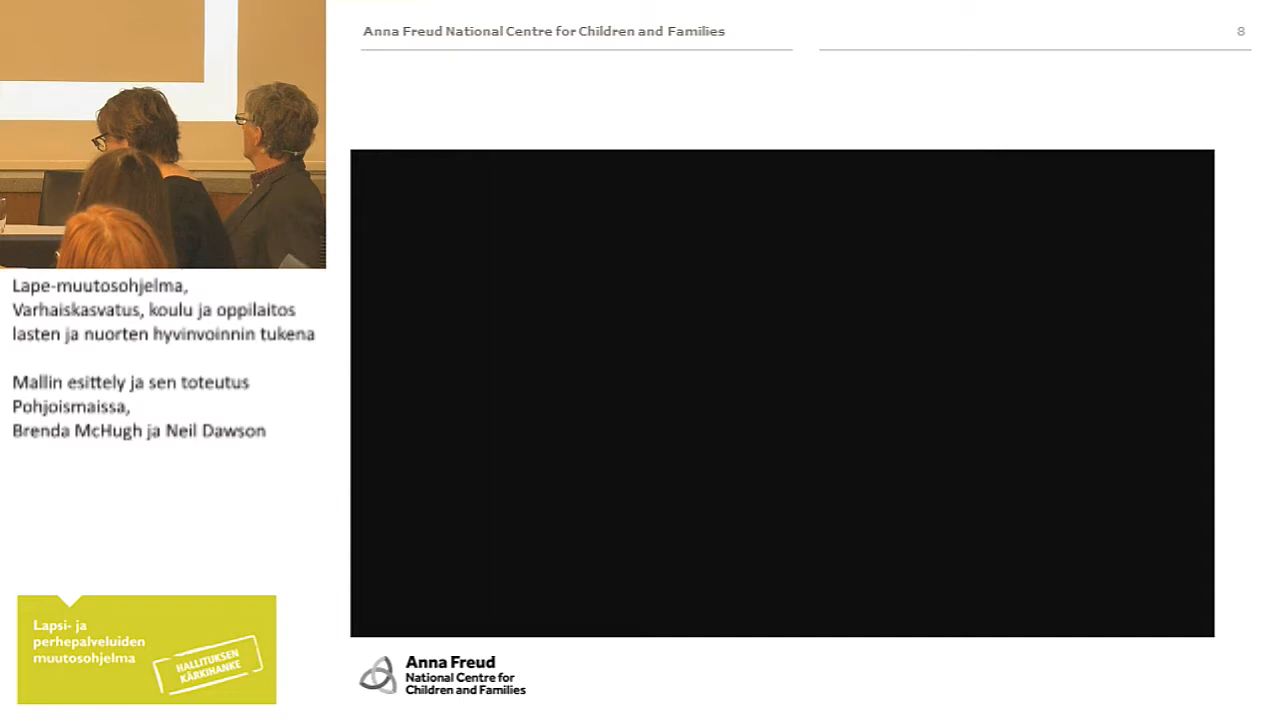 Anna Freud National Centre for Children and Families
8
Lape-muutosohjelma,
Varhaiskasvatus, koulu ja oppilaitos
lasten ja nuorten hyvinvoinnin tukena
Mallin esittely ja sen toteutus
Pohjoismaissa,
Brenda McHugh ja Neil Dawson
Lapsi- ja
perhepalveluiden
muutosohjelma
HALLITUKSEN
KÄRKIHANKE
Anna Freud
National Centre for
Children and Families